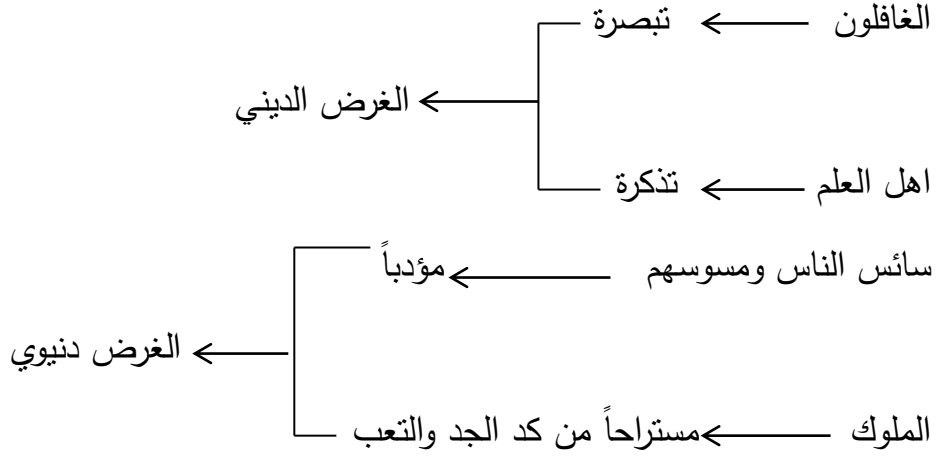 الغافلون تبصرة
الغرض الديني
اهل العلم تذكرة
سائس الناس ومسوسهم مؤدباً
الغرض دنيوي
الملوك مستراحاً من كد الجد والتعب